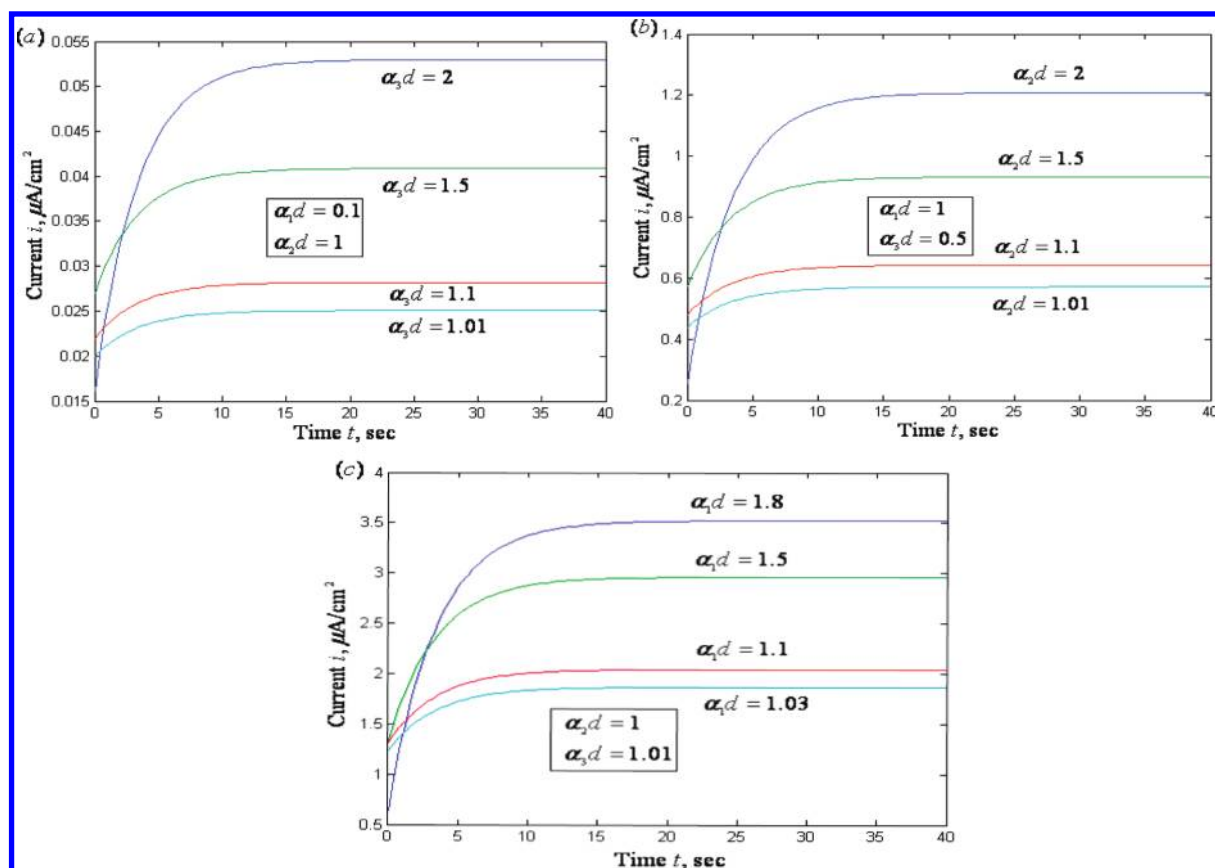 (a)
0.055
0.05
0.045
0.04
0.035
0.03
0.025
0.02
0.015
Current i, μA/cm²
α₃d = 2
α₃d = 1.5
α₁d = 0.1
α₂d = 1
α₃d = 1.1
α₃d = 1.01
0 5 10 15 20 25 30 35 40
Time t, sec
(b)
1.4
1.2
1
0.8
0.6
0.4
0.2
Current i, μA/cm²
α₂d = 2
α₂d = 1.5
α₁d = 1
α₃d = 0.5
α₂d = 1.1
α₂d = 1.01
0 5 10 15 20 25 30 35 40
Time t, sec
(c)
4
3.5
3
2.5
2
1.5
1
0.5
Current i, μA/cm²
α₁d = 1.8
α₁d = 1.5
α₁d = 1.1
α₁d = 1.03
α₂d = 1
α₃d = 1.01
0 5 10 15 20 25 30 35 40
Time t, sec